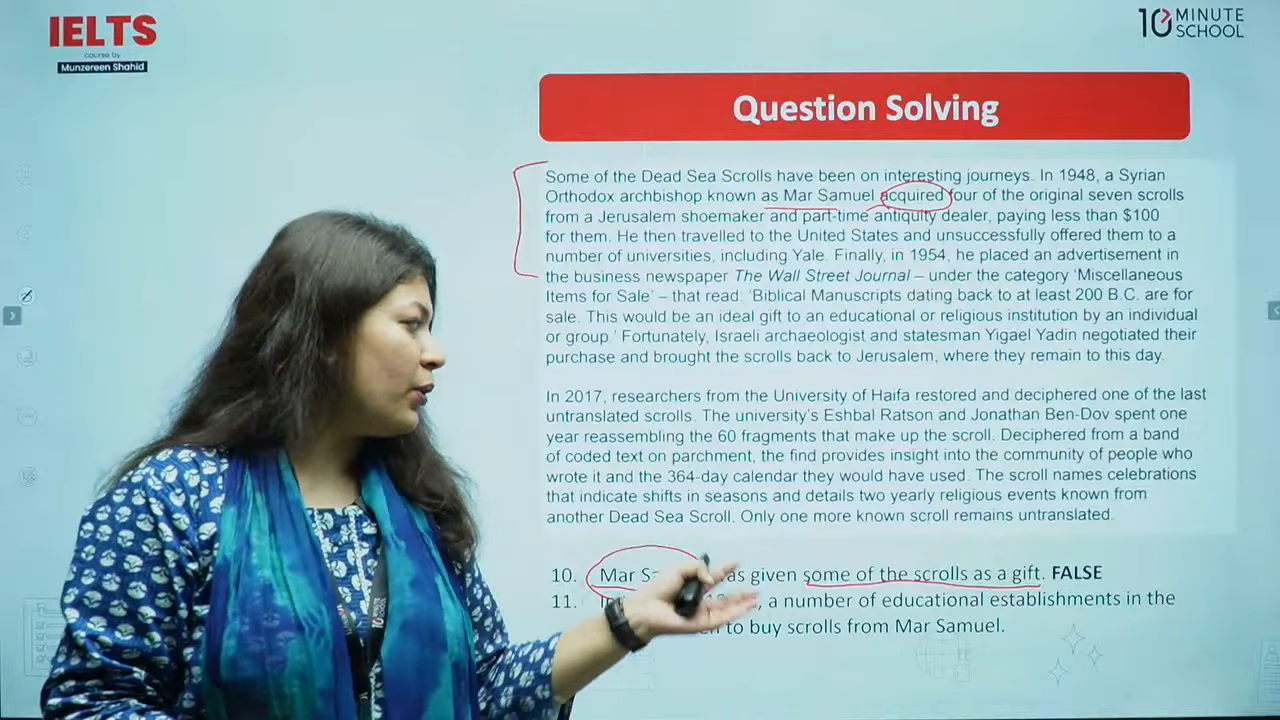 IELTS
course by
Munzereen Shahid
10 MINUTE
SCHOOL
Question Solving
Some of the Dead Sea Scrolls have been on interesting journeys. In 1948, a Syrian
Orthodox archbishop known as Mar Samuel acquired four of the original seven scrolls
from a Jerusalem shoemaker and part-time antiquity dealer, paying less than $100
for them. He then travelled to the United States and unsuccessfully offered them to a
number of universities, including Yale. Finally, in 1954, he placed an advertisement in
the business newspaper The Wall Street Journal – under the category ‘Miscellaneous
Items for Sale’ – that read: ‘Biblical Manuscripts dating back to at least 200 B.C. are for
sale. This would be an ideal gift to an educational or religious institution by an individual
or group.’ Fortunately, Israeli archaeologist and statesman Yigael Yadin negotiated their
purchase and brought the scrolls back to Jerusalem, where they remain to this day.
In 2017, researchers from the University of Haifa restored and deciphered one of the last
untranslated scrolls. The university’s Eshbal Ratson and Jonathan Ben-Dov spent one
year reassembling the 60 fragments that make up the scroll. Deciphered from a band
of coded text on parchment, the find provides insight into the community of people who
wrote it and the 364-day calendar they would have used. The scroll names celebrations
that indicate shifts in seasons and details two yearly religious events known from
another Dead Sea Scroll. Only one more known scroll remains untranslated.
10. Mar given some of the scrolls as a gift. FALSE
11. a number of educational establishments in the
to buy scrolls from Mar Samuel.